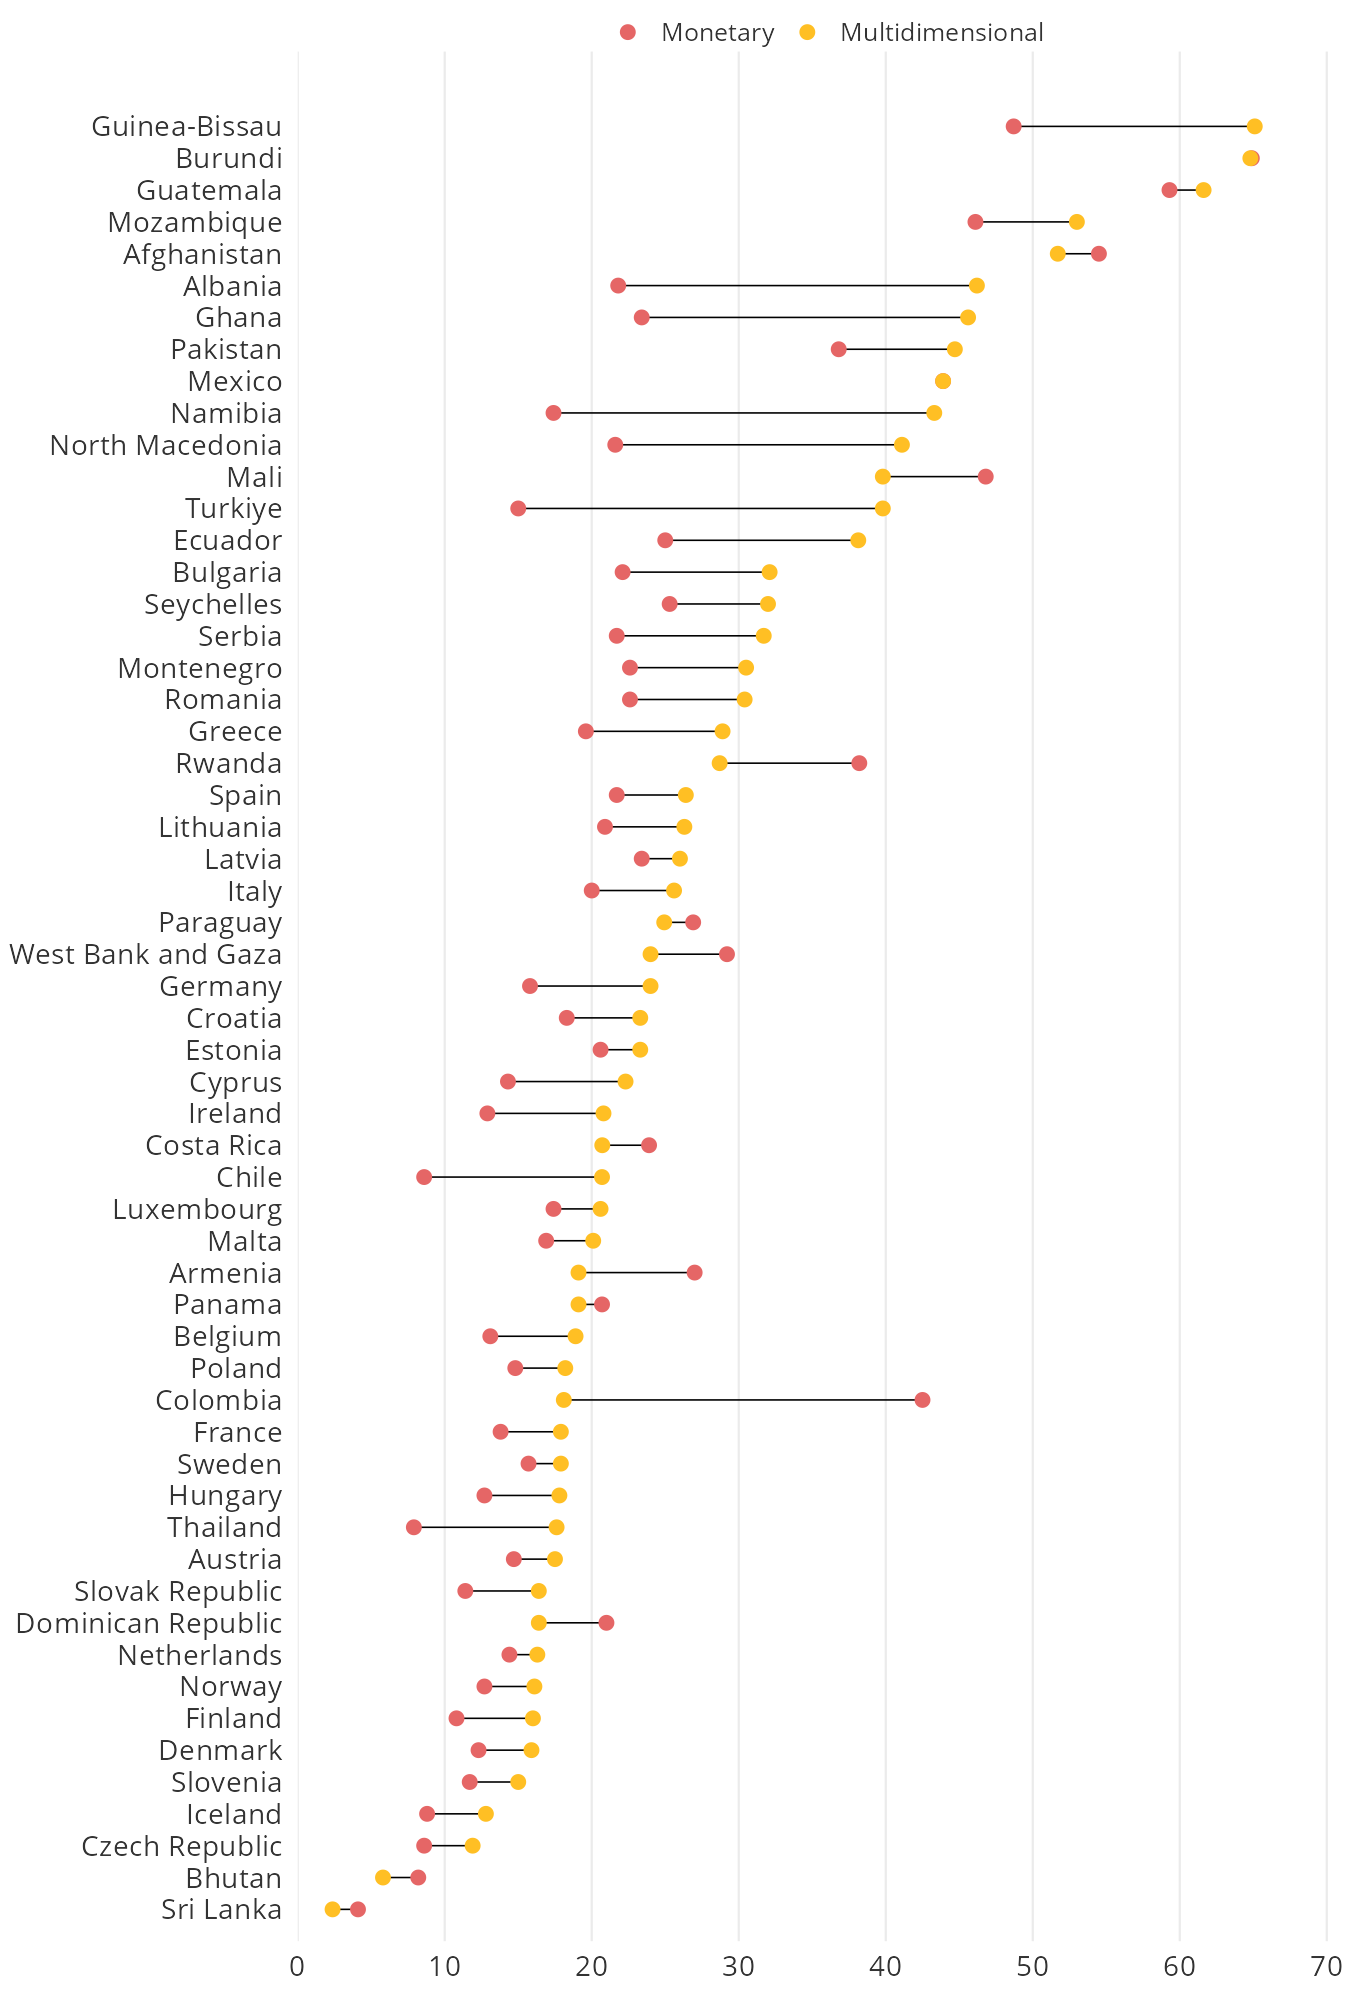 Monetary Multidimensional
Guinea-Bissau
Burundi
Guatemala
Mozambique
Afghanistan
Albania
Ghana
Pakistan
Mexico
Namibia
North Macedonia
Mali
Turkiye
Ecuador
Bulgaria
Seychelles
Serbia
Montenegro
Romania
Greece
Rwanda
Spain
Lithuania
Latvia
Italy
Paraguay
West Bank and Gaza
Germany
Croatia
Estonia
Cyprus
Ireland
Costa Rica
Chile
Luxembourg
Malta
Armenia
Panama
Belgium
Poland
Colombia
France
Sweden
Hungary
Thailand
Austria
Slovak Republic
Dominican Republic
Netherlands
Norway
Finland
Denmark
Slovenia
Iceland
Czech Republic
Bhutan
Sri Lanka
0 10 20 30 40 50 60 70